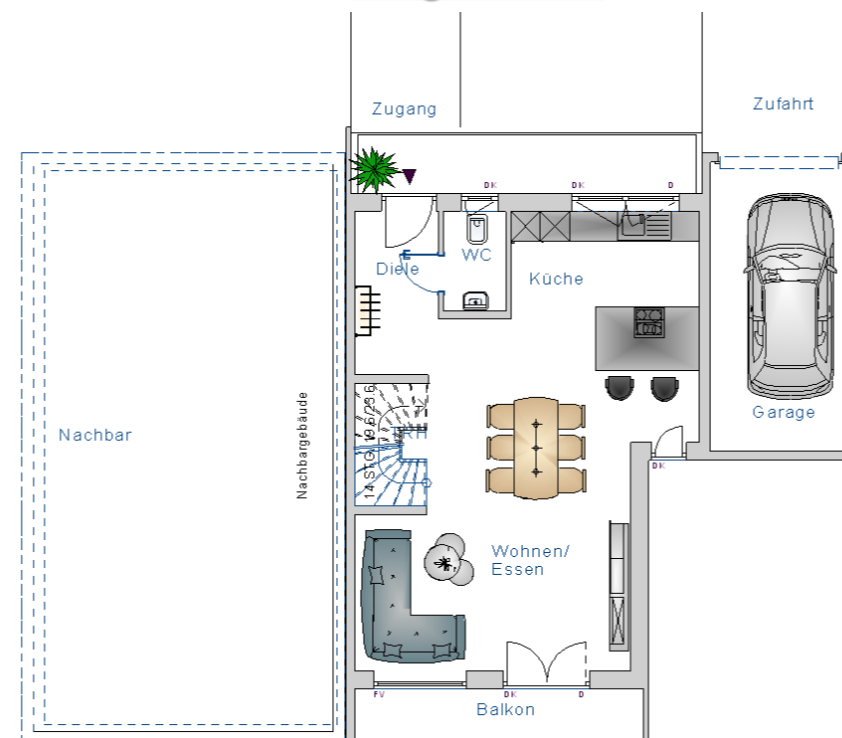 Zugang
Zufahrt
DK
DK
D
Diele
WC
Küche
Garage
Nachbar
Nachbargebäude
14 STG. 19.6/23.6
RH
DK
Wohnen/
Essen
FV
DK
D
Balkon